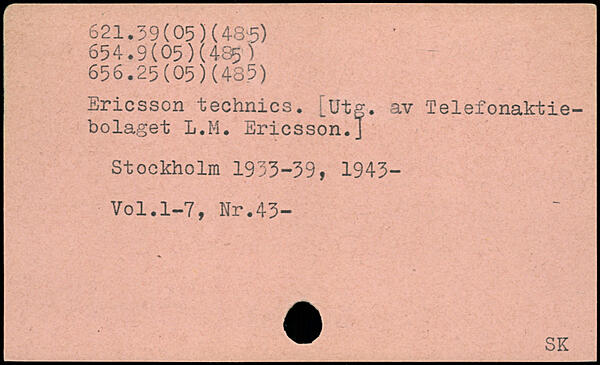 621.39(05)(485)
654.9(05)(485)
656.25(05)(485)
Ericsson technics. [Utg. av Telefonaktie-
bolaget L.M. Ericsson.]
Stockholm 1933-39, 1943-
Vol.1-7, Nr.43-
SK